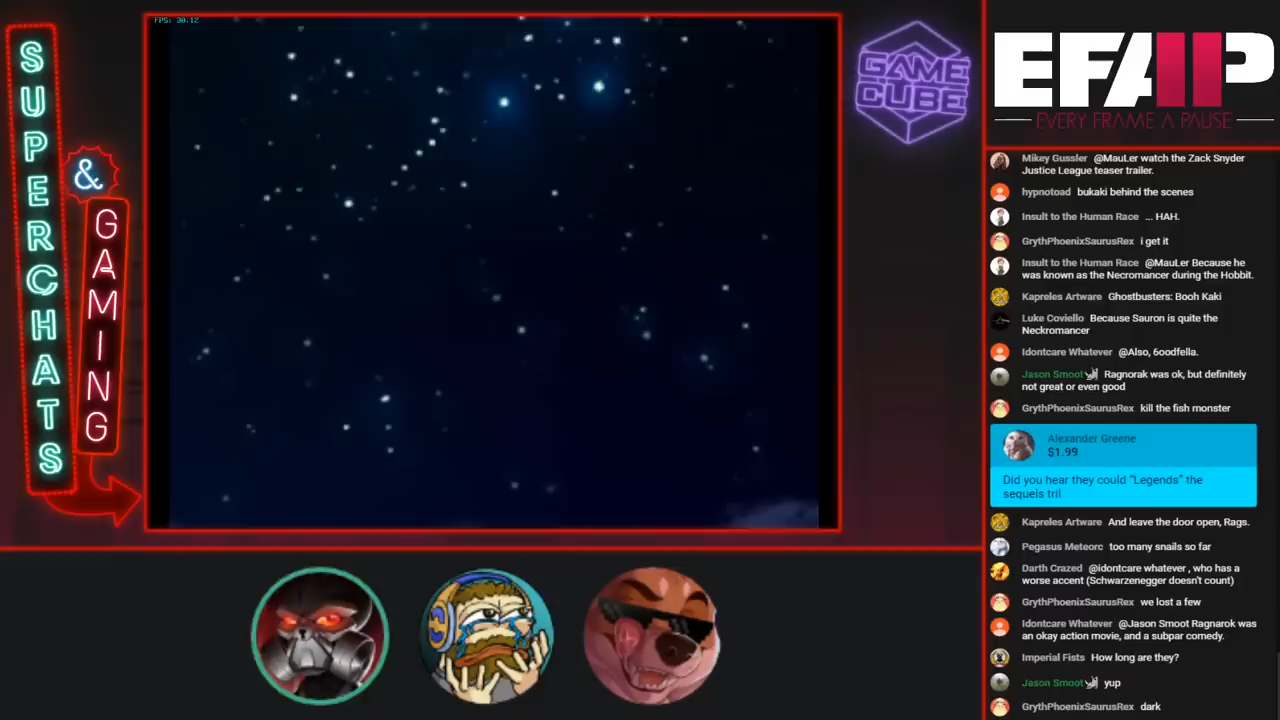 FPS: 30.12
SUPERCHATS
&
GAMING
GAME
CUBE
EFAP
EVERY FRAME A PAUSE
Mikey Gussler @MauLer watch the Zack Snyder
Justice League teaser trailer.
hypnotoad bukaki behind the scenes
Insult to the Human Race ... HAH.
GrythPhoenixSaurusRex i get it
Insult to the Human Race @MauLer Because he
was known as the Necromancer during the Hobbit.
Kapreles Artware Ghostbusters: Booh Kaki
Luke Coviello Because Sauron is quite the
Neckromancer
Idontcare Whatever @Also, 6oodfella.
Jason Smoot Ragnorak was ok, but definitely
not great or even good
GrythPhoenixSaurusRex kill the fish monster
Alexander Greene
$1.99
Did you hear they could "Legends" the
sequels tril
Kapreles Artware And leave the door open, Rags.
Pegasus Meteorc too many snails so far
Darth Crazed @idontcare whatever , who has a
worse accent (Schwarzenegger doesn't count)
GrythPhoenixSaurusRex we lost a few
Idontcare Whatever @Jason Smoot Ragnarok was
an okay action movie, and a subpar comedy.
Imperial Fists How long are they?
Jason Smoot yup
GrythPhoenixSaurusRex dark